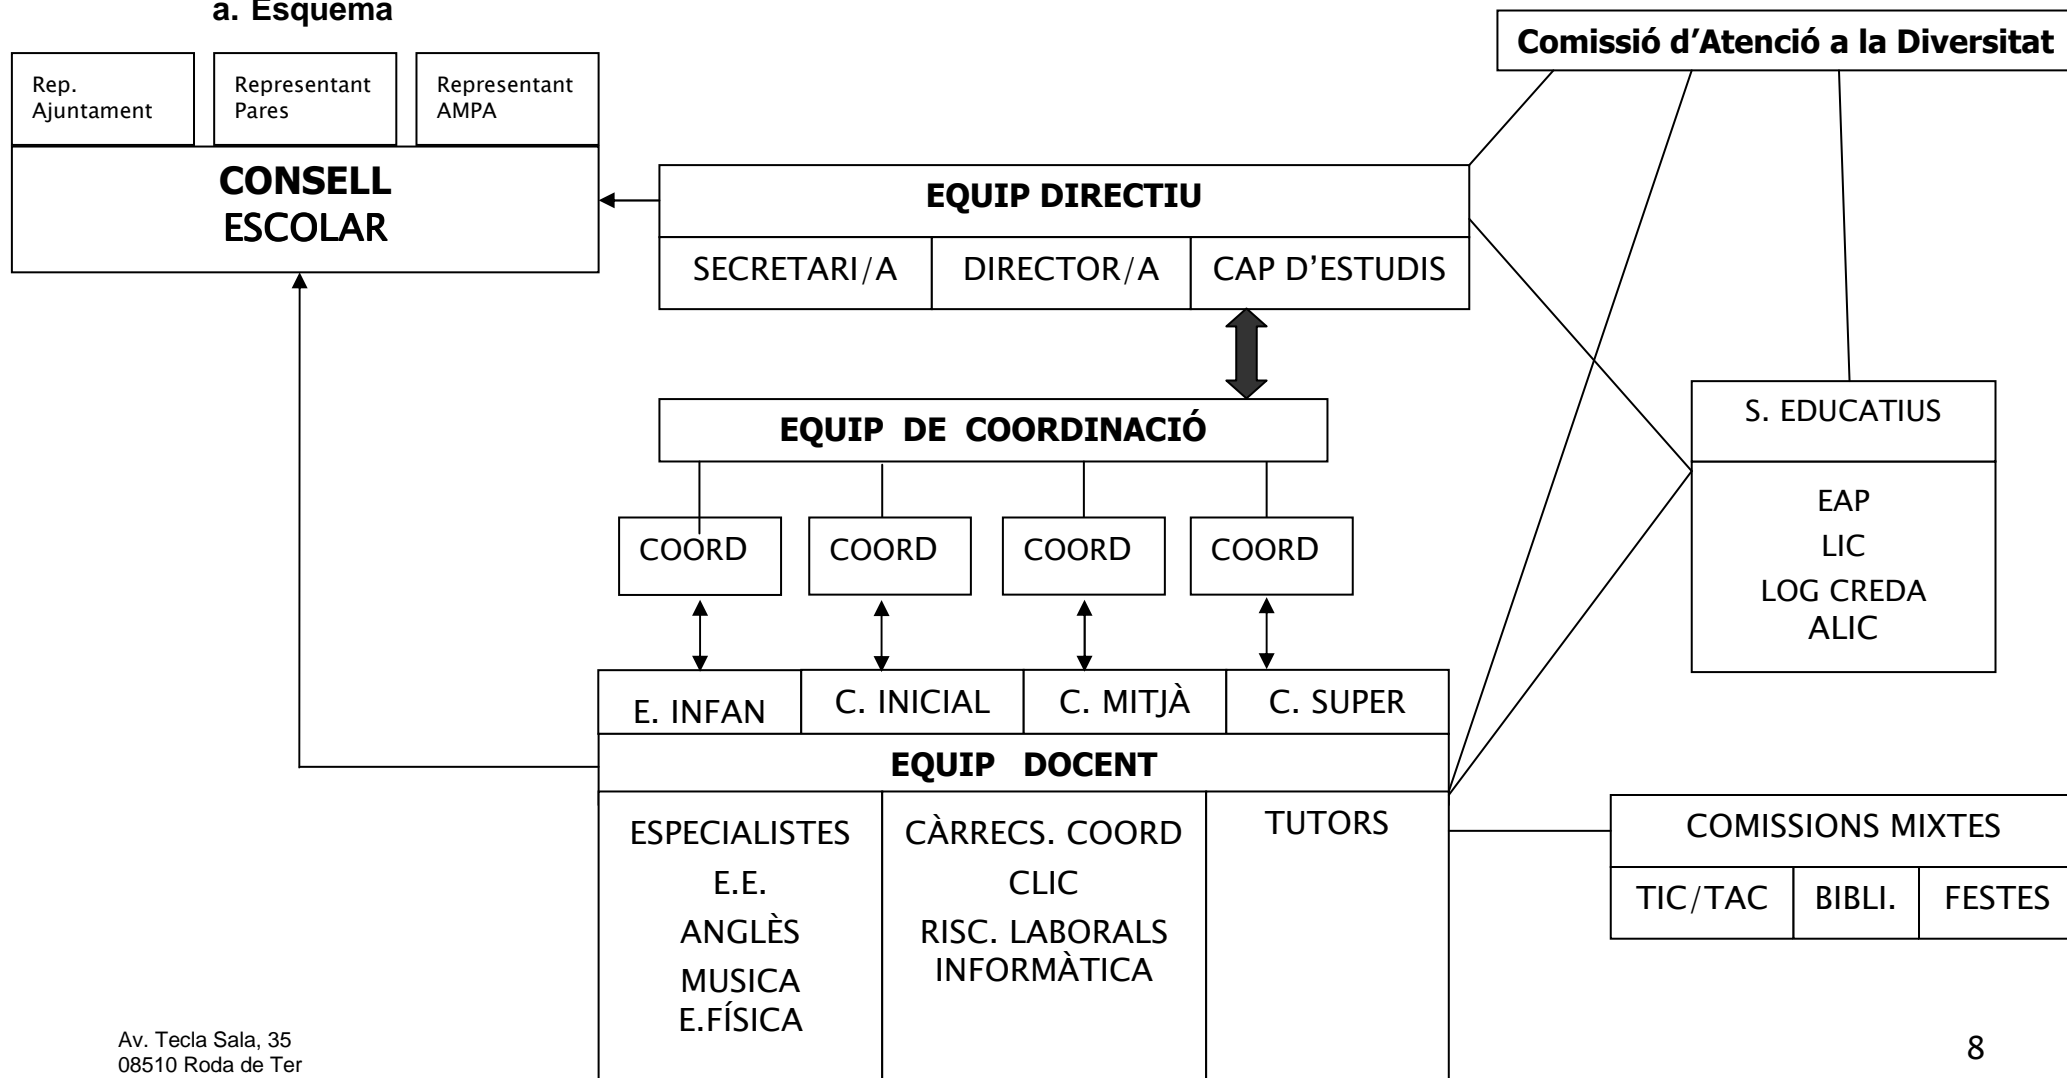 a. Esquema
Comissió d’Atenció a la Diversitat
Rep.
Ajuntament
Representant
Pares
Representant
AMPA
CONSELL
ESCOLAR
EQUIP DIRECTIU
SECRETARI/A
DIRECTOR/A
CAP D’ESTUDIS
EQUIP DE COORDINACIÓ
COORD
COORD
COORD
COORD
S. EDUCATIUS
EAP
LIC
LOG CREDA
ALIC
E. INFAN
C. INICIAL
C. MITJÀ
C. SUPER
EQUIP DOCENT
ESPECIALISTES
E.E.
ANGLÈS
MUSICA
E.FÍSICA
CÀRRECS. COORD
CLIC
RISC. LABORALS
INFORMÀTICA
TUTORS
COMISSIONS MIXTES
TIC/TAC
BIBLI.
FESTES
Av. Tecla Sala, 35
08510 Roda de Ter
8